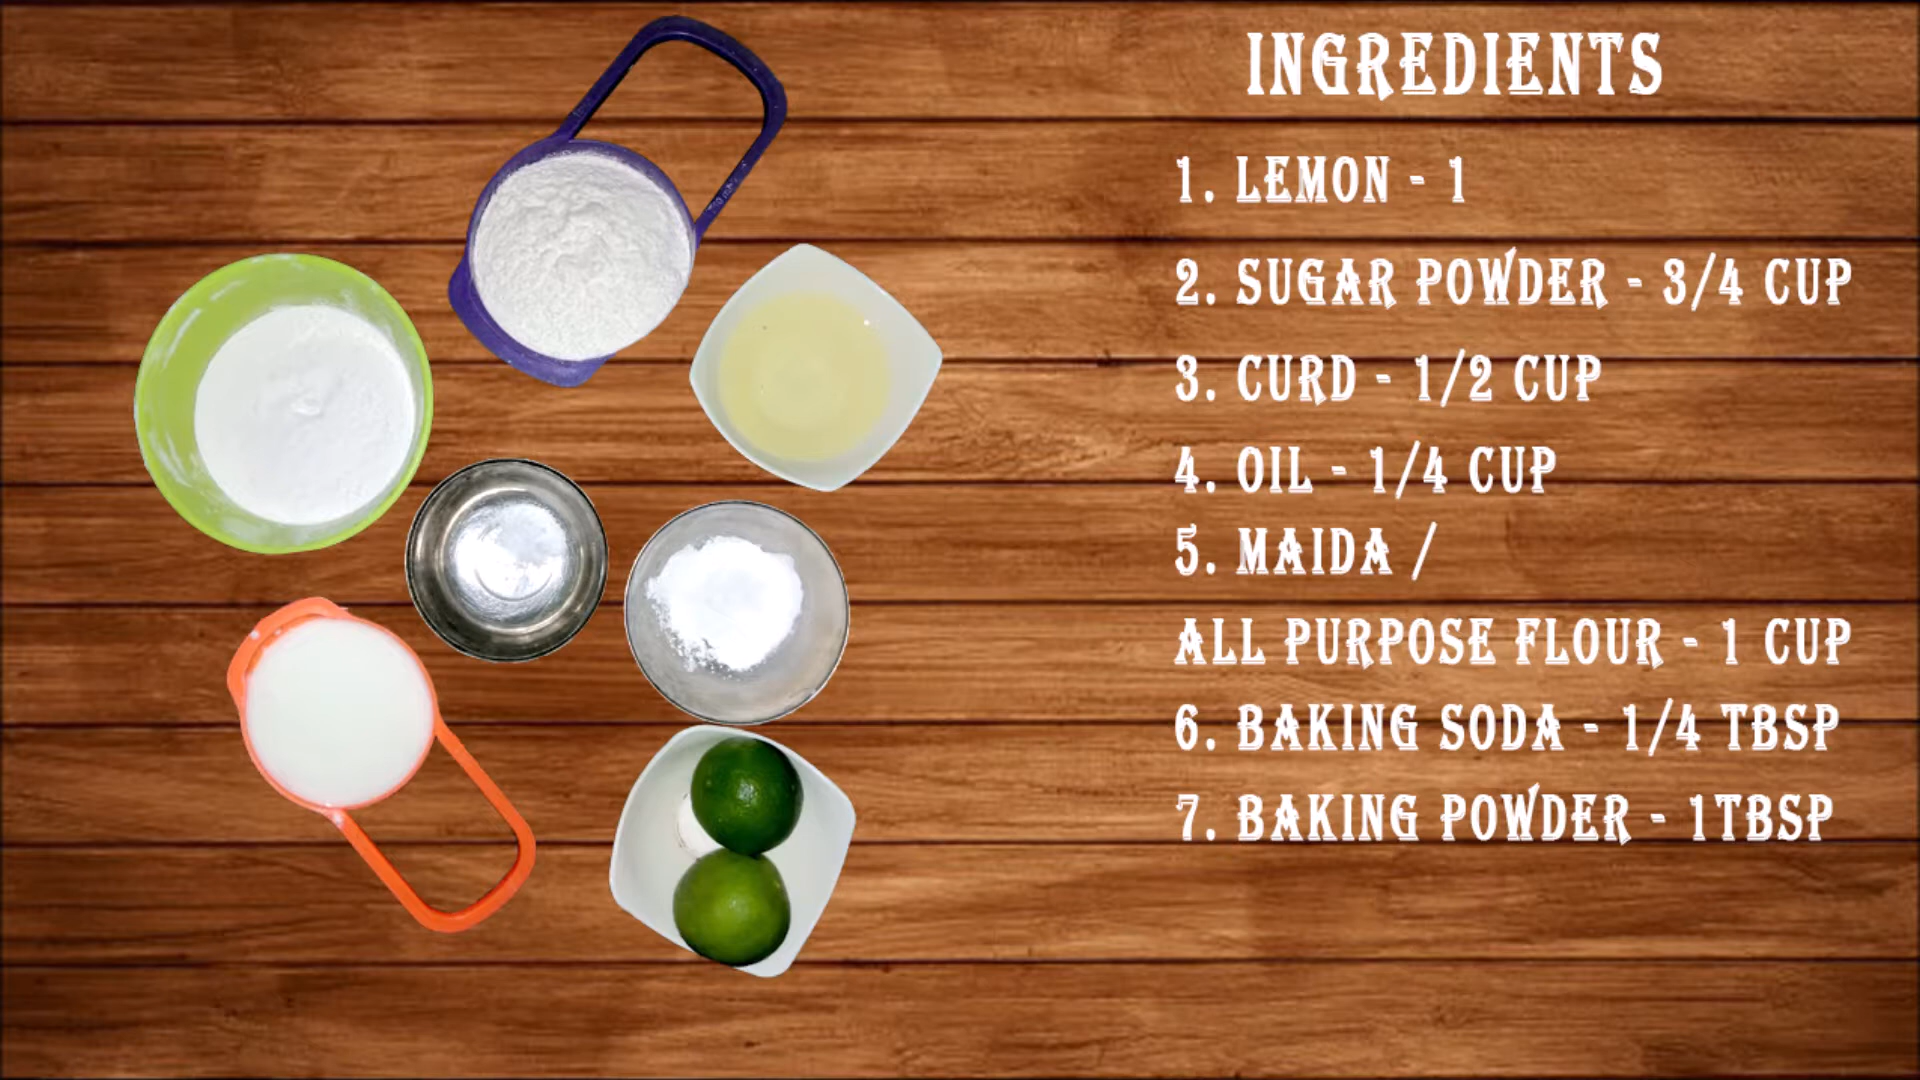 INGREDIENTS
1. LEMON - 1
2. SUGAR POWDER - 3/4 CUP
3. CURD - 1/2 CUP
4. OIL - 1/4 CUP
5. MAIDA /
ALL PURPOSE FLOUR - 1 CUP
6. BAKING SODA - 1/4 TBSP
7. BAKING POWDER - 1TBSP